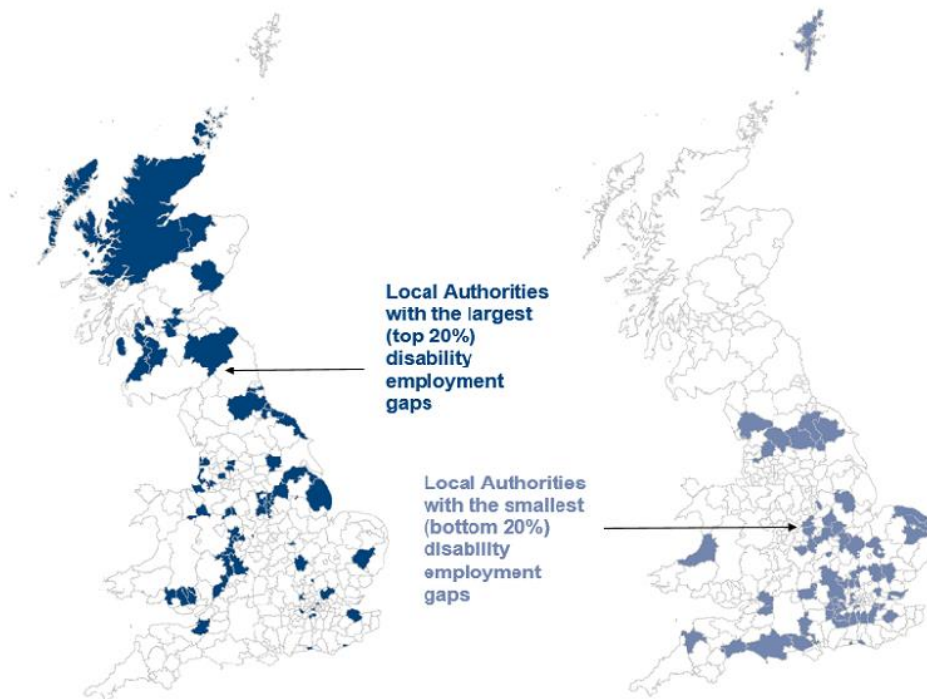 Local Authorities
with the largest
(top 20%)
disability
employment
gaps
Local Authorities
with the smallest
(bottom 20%)
disability
employment
gaps